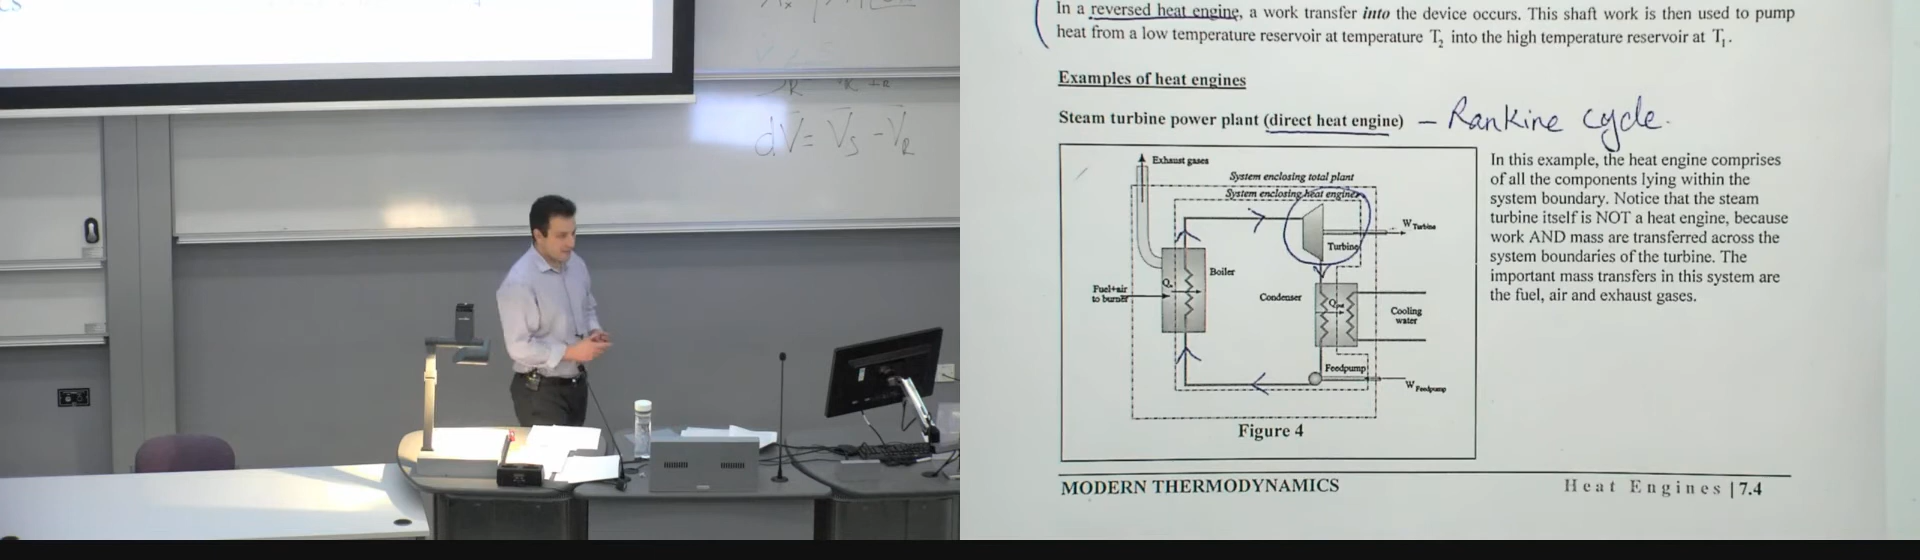 dV = VS - VR
In a reversed heat engine, a work transfer into the device occurs. This shaft work is then used to pump
heat from a low temperature reservoir at temperature T2 into the high temperature reservoir at T1.
Examples of heat engines
Steam turbine power plant (direct heat engine) – Rankine cycle.
Exhaust gases
System enclosing total plant
System enclosing heat engine
W Turbine
Turbine
Boiler
Fuel+air
to burner
Condenser
Cooling
water
Feedpump
W Feedpump
Figure 4
In this example, the heat engine comprises
of all the components lying within the
system boundary. Notice that the steam
turbine itself is NOT a heat engine, because
work AND mass are transferred across the
system boundaries of the turbine. The
important mass transfers in this system are
the fuel, air and exhaust gases.
MODERN THERMODYNAMICS
Heat Engines | 7.4